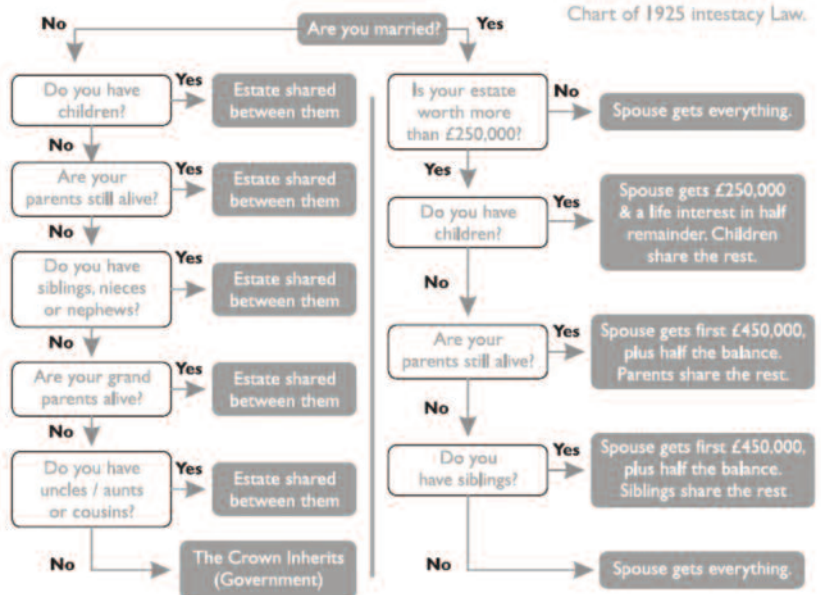 Chart of 1925 intestacy Law.
Are you married?
No
Yes
Do you have
children?
Yes
Estate shared
between them
No
Are your
parents still alive?
Yes
Estate shared
between them
No
Do you have
siblings, nieces
or nephews?
Yes
Estate shared
between them
No
Are your grand
parents alive?
Yes
Estate shared
between them
No
Do you have
uncles / aunts
or cousins?
Yes
Estate shared
between them
No
The Crown Inherits
(Government)
Is your estate
worth more
than £250,000?
No
Spouse gets everything.
Yes
Do you have
children?
Yes
Spouse gets £250,000
& a life interest in half
remainder. Children
share the rest.
No
Are your
parents still alive?
Yes
Spouse gets first £450,000,
plus half the balance.
Parents share the rest.
No
Do you
have siblings?
Yes
Spouse gets first £450,000,
plus half the balance.
Siblings share the rest
No
Spouse gets everything.